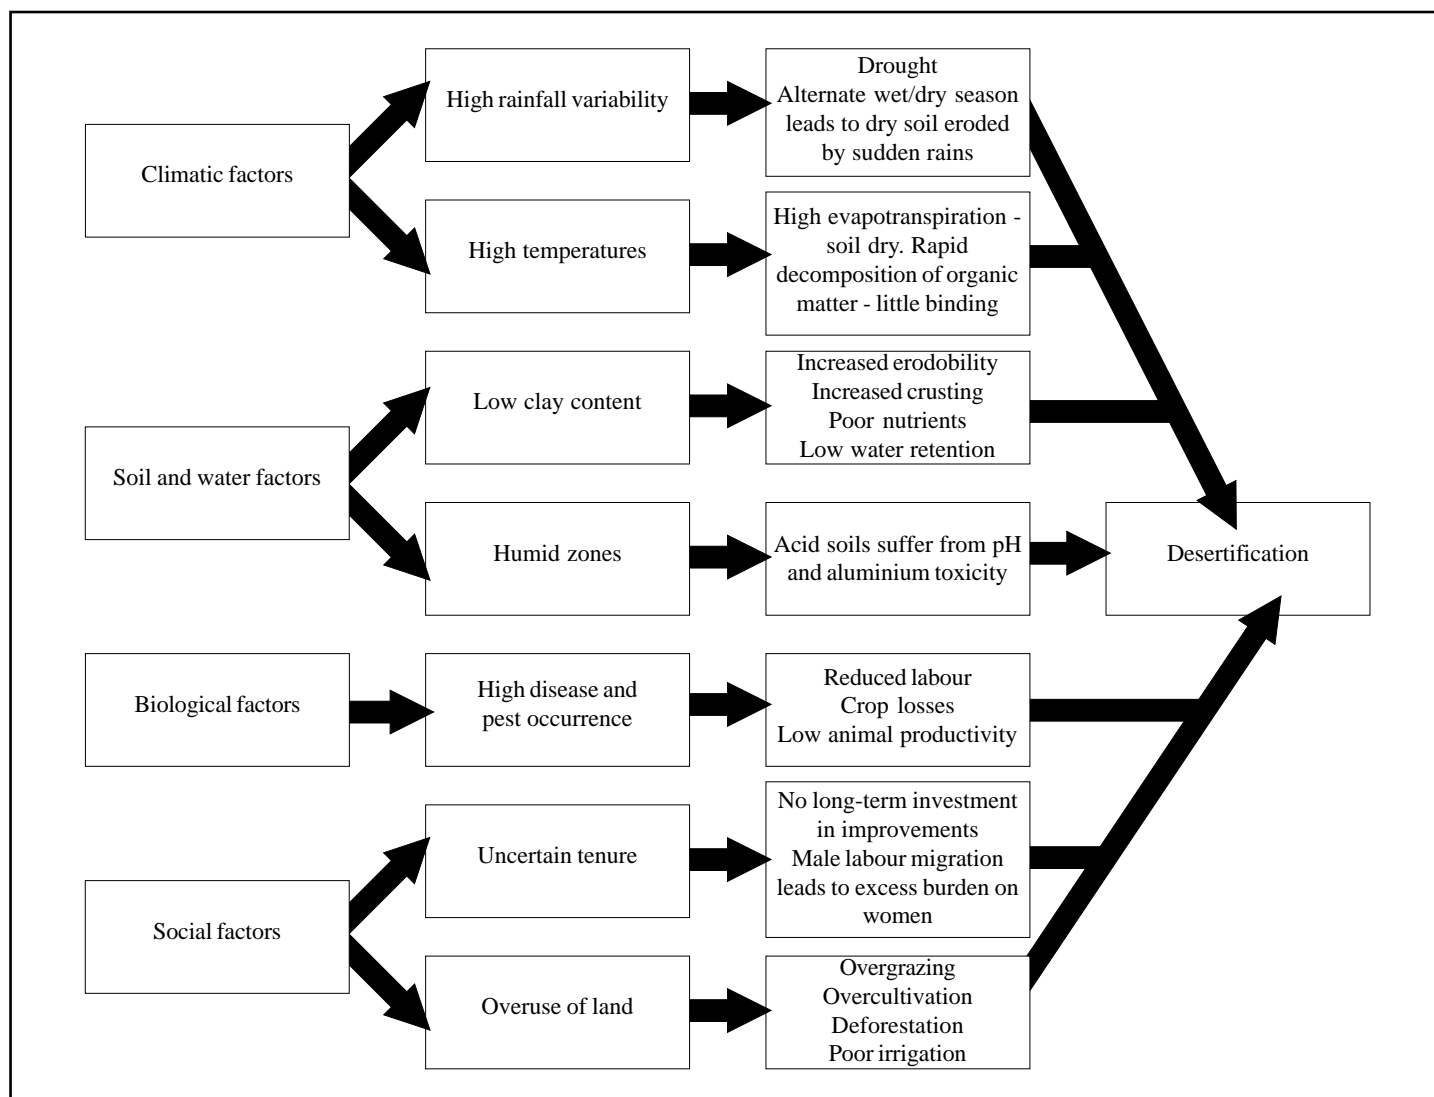 Climatic factors
High rainfall variability
Drought
Alternate wet/dry season
leads to dry soil eroded
by sudden rains
High temperatures
High evapotranspiration -
soil dry. Rapid
decomposition of organic
matter - little binding
Soil and water factors
Low clay content
Increased erodobility
Increased crusting
Poor nutrients
Low water retention
Humid zones
Acid soils suffer from pH
and aluminium toxicity
Desertification
Biological factors
High disease and
pest occurrence
Reduced labour
Crop losses
Low animal productivity
Social factors
Uncertain tenure
No long-term investment
in improvements
Male labour migration
leads to excess burden on
women
Overuse of land
Overgrazing
Overcultivation
Deforestation
Poor irrigation